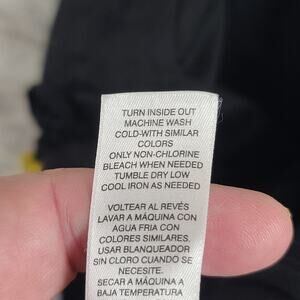 TURN INSIDE OUT
MACHINE WASH
COLD-WITH SIMILAR
COLORS
ONLY NON-CHLORINE
BLEACH WHEN NEEDED
TUMBLE DRY LOW
COOL IRON AS NEEDED
VOLTEAR AL REVÉS
LAVAR A MÁQUINA CON
AGUA FRIA CON
COLORES SIMILARES.
USAR BLANQUEADOR
SIN CLORO CUANDO SE
NECESITE.
SECAR A MÁQUINA A
BAJA TEMPERATURA